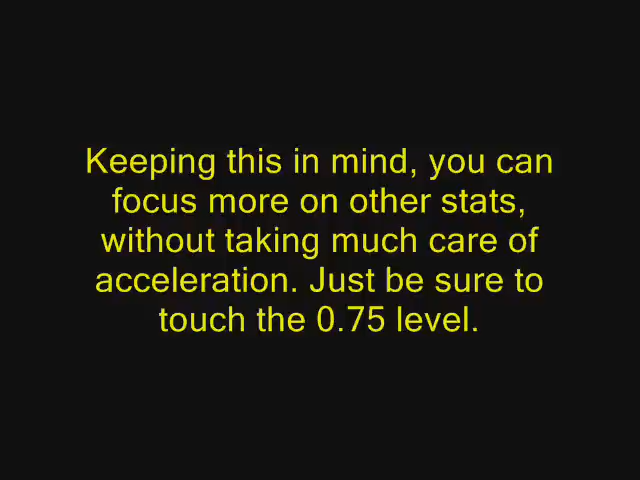 Keeping this in mind, you can
focus more on other stats,
without taking much care of
acceleration. Just be sure to
touch the 0.75 level.